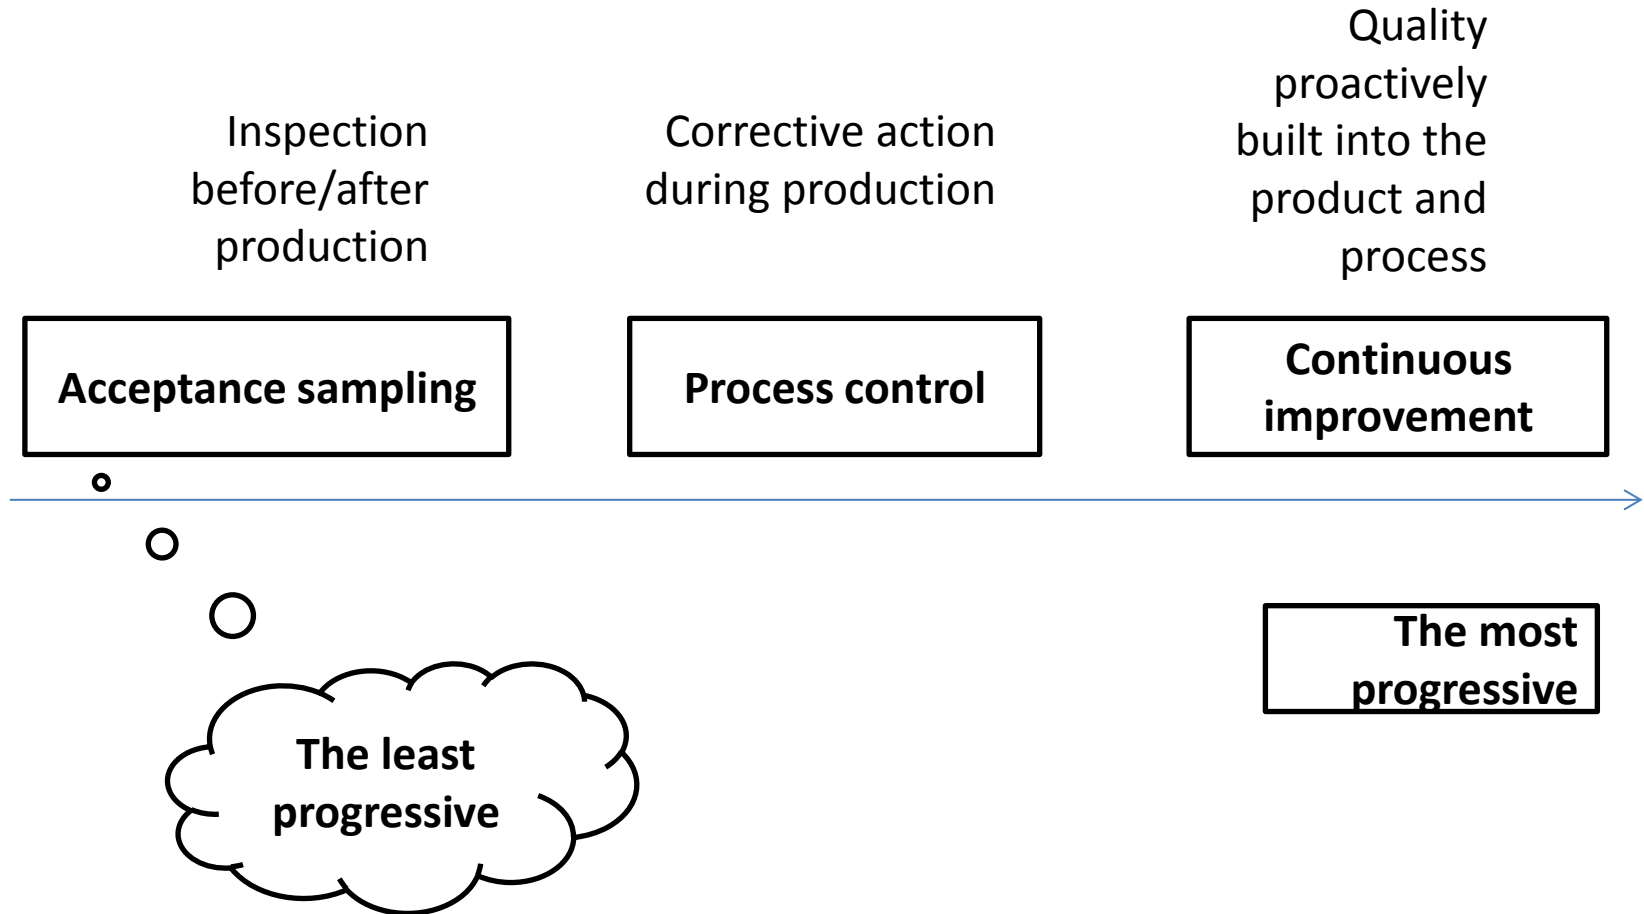 Inspection
before/after
production
Corrective action
during production
Quality
proactively
built into the
product and
process
Acceptance sampling
Process control
Continuous
improvement
The least
progressive
The most
progressive